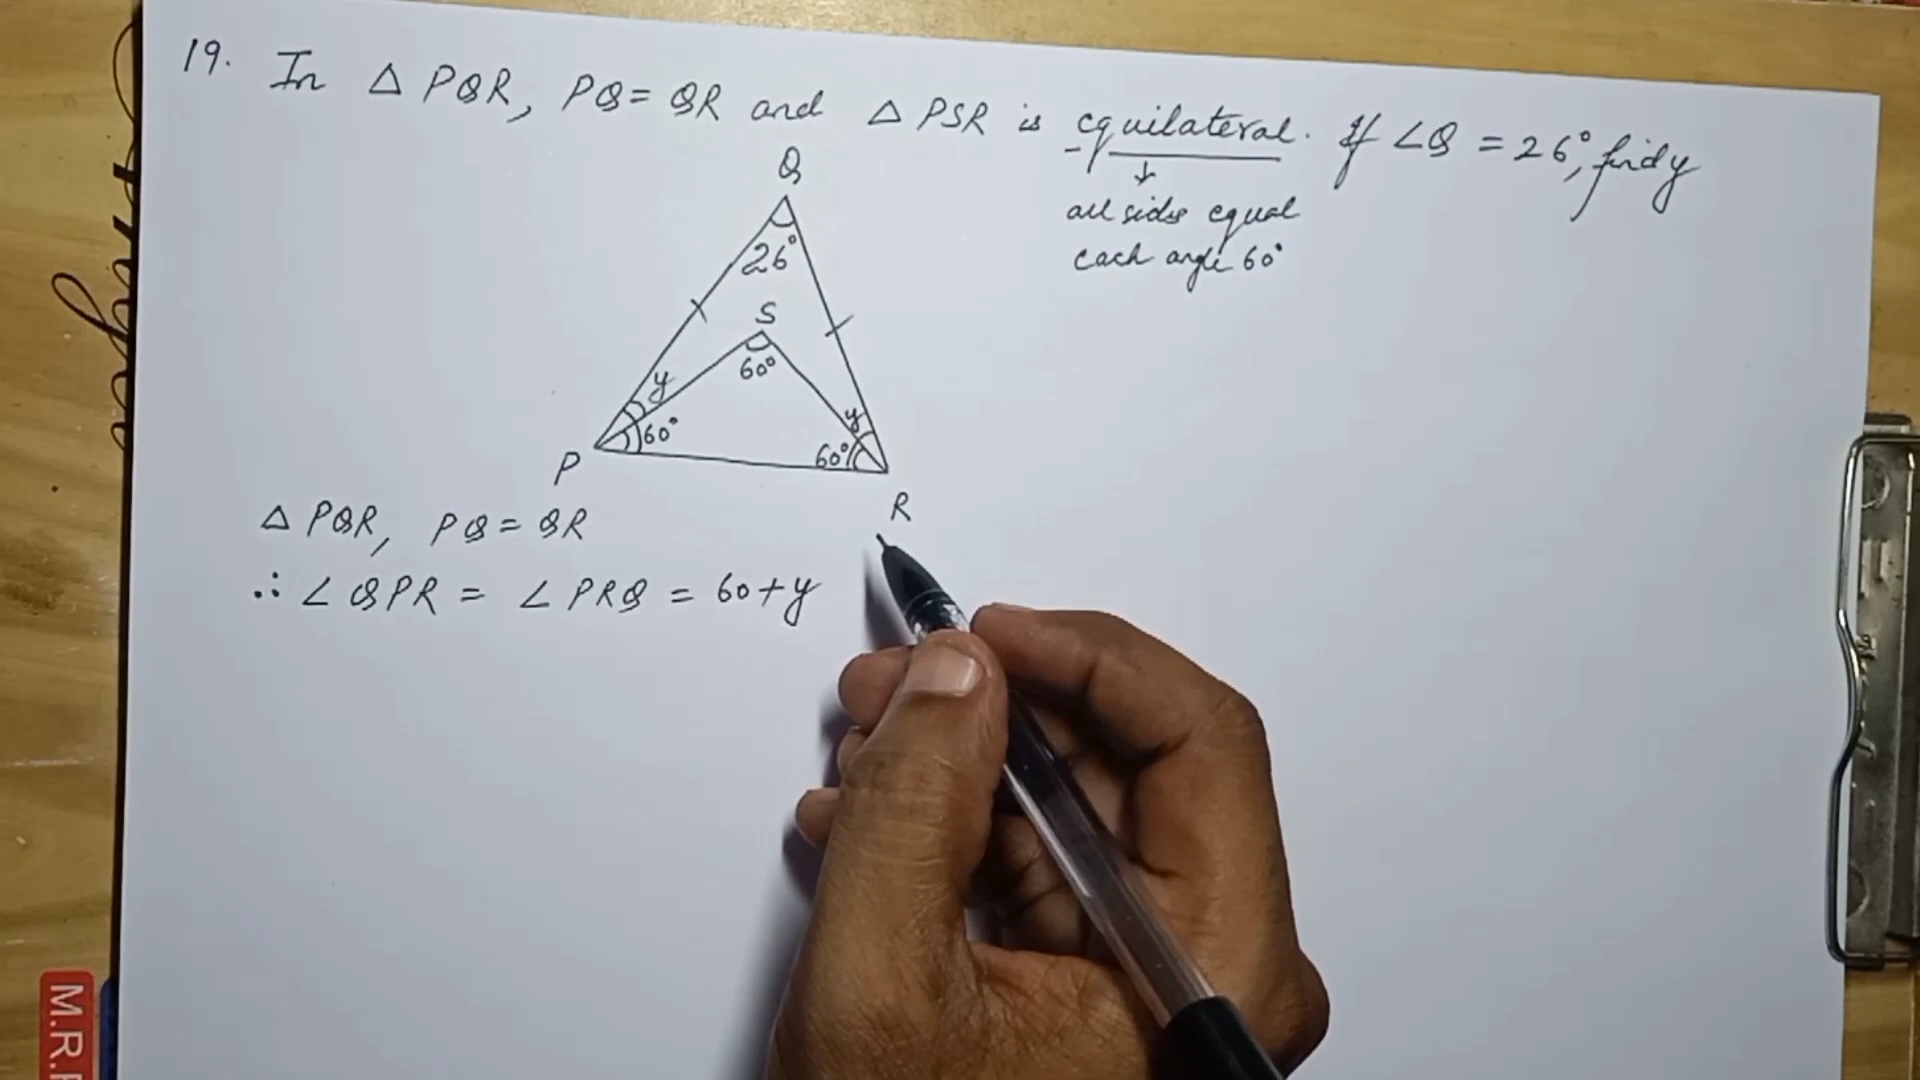 19. In △ PQR, PQ = QR and △ PSR is equilateral. If ∠Q = 26°, find y
↓
all sides equal
each angle 60°
Q
26°
S
60°
y
y
60°
60°
P
R
△ PQR, PQ = QR
∴ ∠QPR = ∠PRQ = 60+y